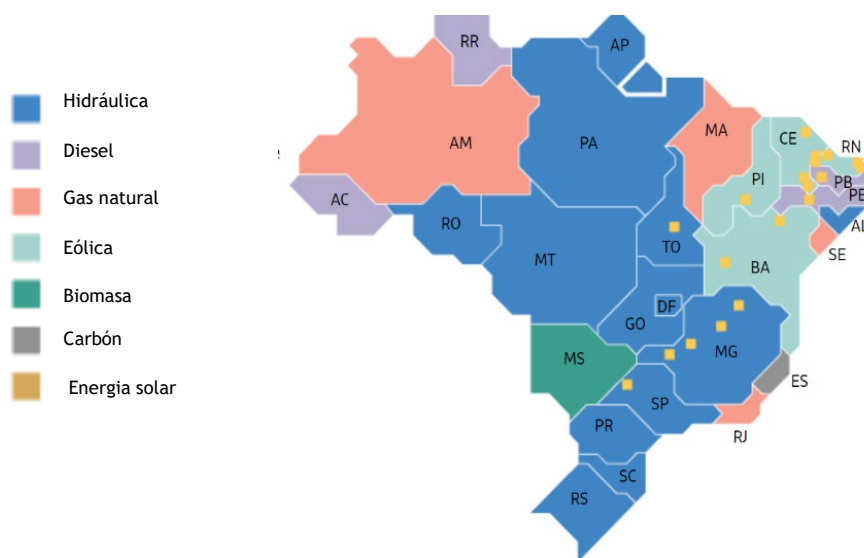 Hidráulica
Diesel
Gas natural
Eólica
Biomasa
Carbón
Energia solar
e
RR
AP
AM
PA
MA
CE
RN
PI
PB
PE
AL
SE
AC
RO
TO
MT
BA
DF
GO
MG
MS
ES
SP
RJ
PR
SC
RS